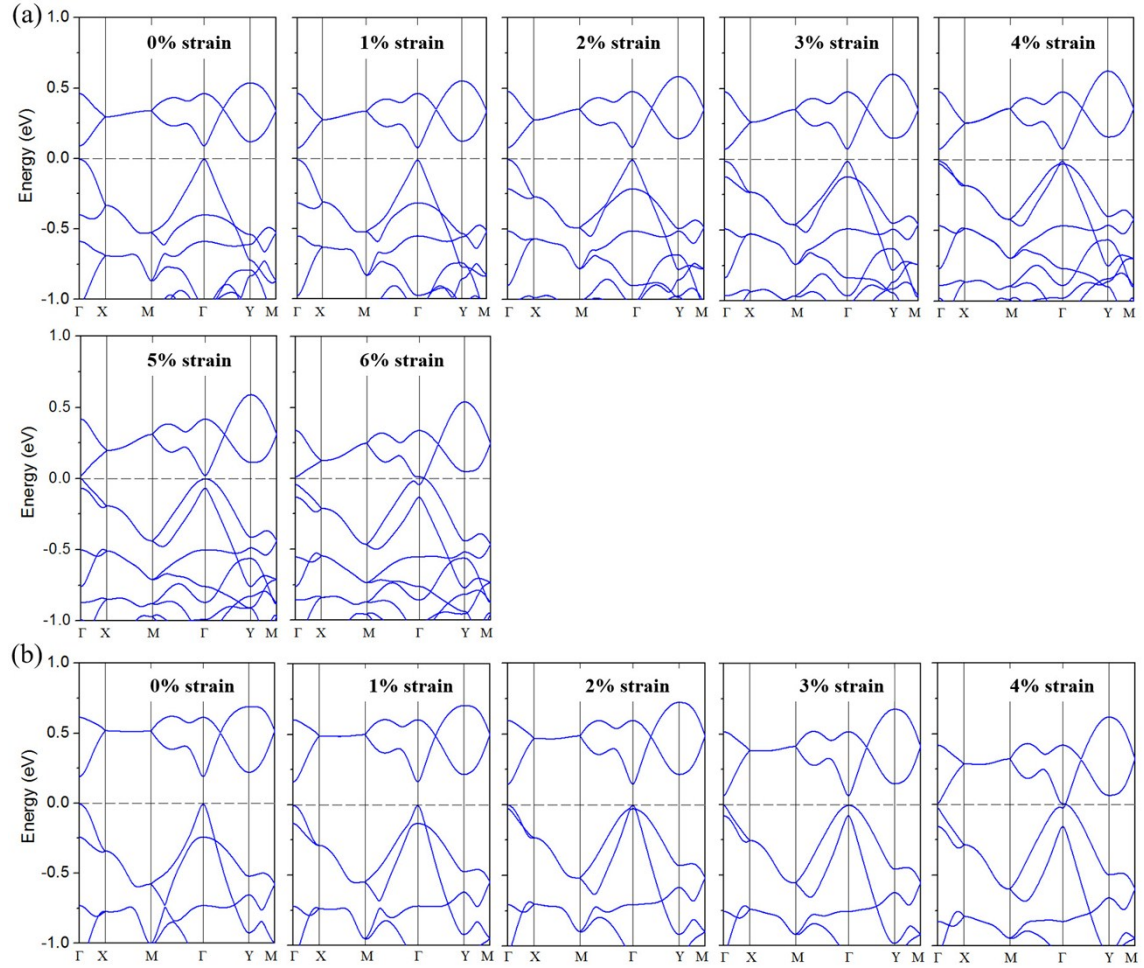 (a)
0% strain 1% strain 2% strain 3% strain 4% strain
Energy (eV)
1.0
0.5
0.0
-0.5
-1.0
Γ X M Γ Y M Γ X M Γ Y M Γ X M Γ Y M Γ X M Γ Y M Γ X M Γ Y M
5% strain 6% strain
Energy (eV)
1.0
0.5
0.0
-0.5
-1.0
Γ X M Γ Y M Γ X M Γ Y M
(b)
0% strain 1% strain 2% strain 3% strain 4% strain
Energy (eV)
1.0
0.5
0.0
-0.5
-1.0
Γ X M Γ Y M Γ X M Γ Y M Γ X M Γ Y M Γ X M Γ Y M Γ X M Γ Y M